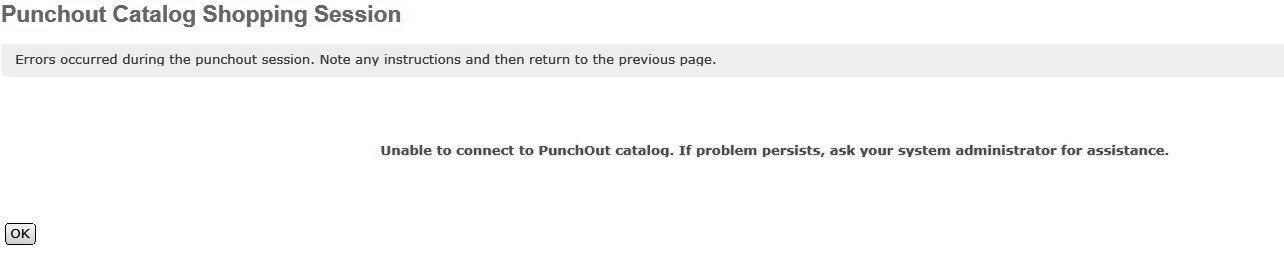 Punchout Catalog Shopping Session
Errors occurred during the punchout session. Note any instructions and then return to the previous page.
Unable to connect to PunchOut catalog. If problem persists, ask your system administrator for assistance.
OK